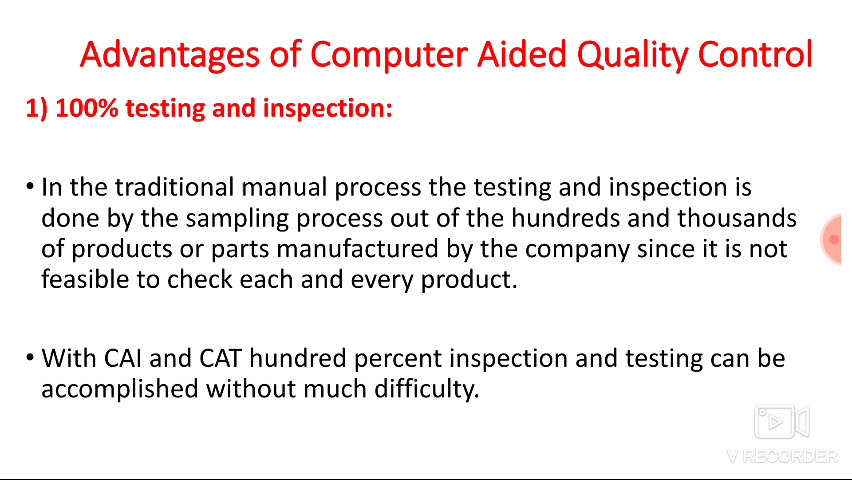 Advantages of Computer Aided Quality Control
1) 100% testing and inspection:
• In the traditional manual process the testing and inspection is
done by the sampling process out of the hundreds and thousands
of products or parts manufactured by the company since it is not
feasible to check each and every product.
• With CAI and CAT hundred percent inspection and testing can be
accomplished without much difficulty.
V RECORDER